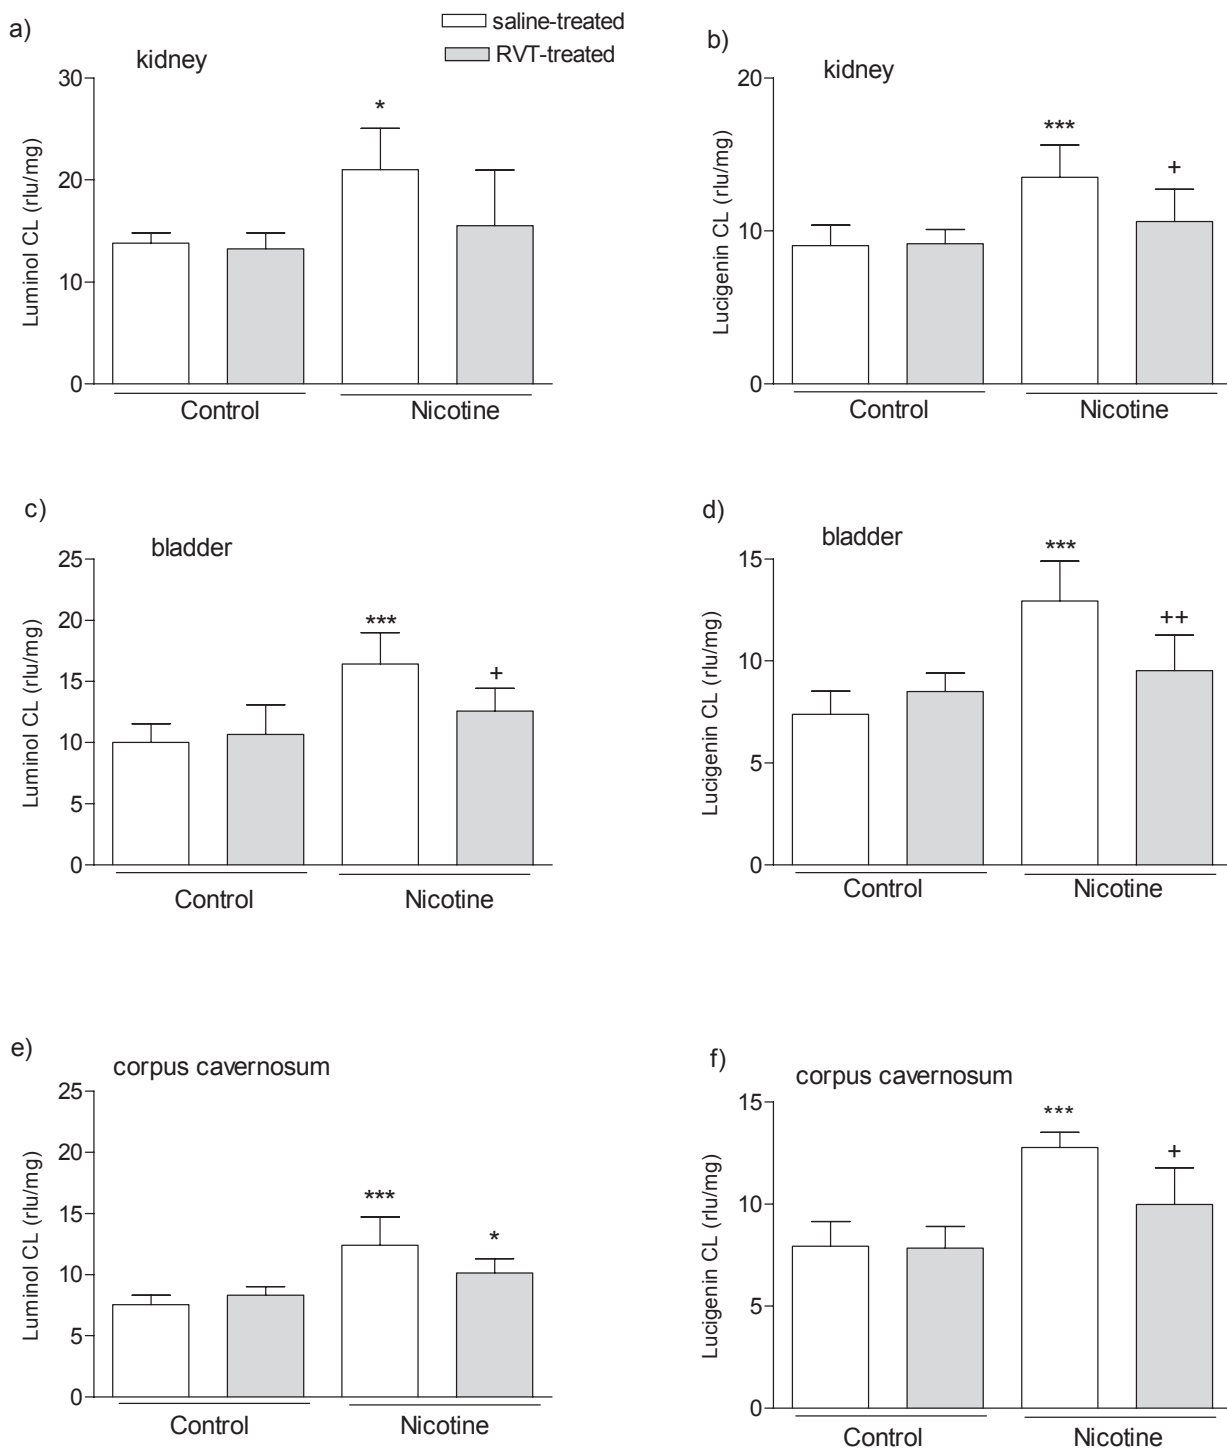 a)
saline-treated
RVT-treated
kidney
Luminol CL (rlu/mg)
30
20
10
0
*
Control
Nicotine
b)
kidney
Lucigenin CL (rlu/mg)
20
10
0
***
+
Control
Nicotine
c)
bladder
Luminol CL (rlu/mg)
25
20
15
10
5
0
***
+
Control
Nicotine
d)
bladder
Lucigenin CL (rlu/mg)
15
10
5
0
***
++
Control
Nicotine
e)
corpus cavernosum
Luminol CL (rlu/mg)
25
20
15
10
5
0
***
*
Control
Nicotine
f)
corpus cavernosum
Lucigenin CL (rlu/mg)
15
10
5
0
***
+
Control
Nicotine